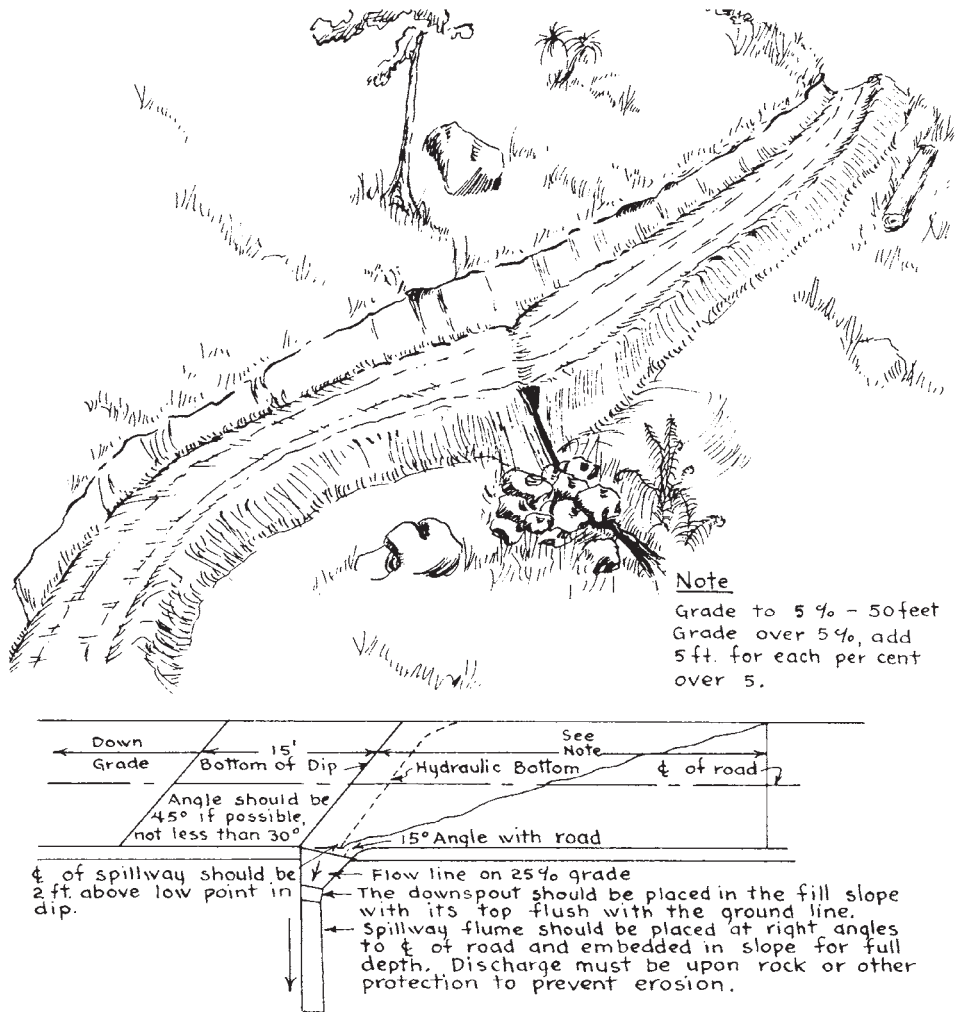 Note
Grade to 5 % - 50 feet
Grade over 5 %, add
5 ft. for each per cent
over 5.
Down
Grade
15'
Bottom of Dip
See
Note
Hydraulic Bottom
℄ of road
Angle should be
45° if possible,
not less than 30°
15° Angle with road
℄ of spillway should be
2 ft. above low point in
dip.
Flow line on 25% grade
The downspout should be placed in the fill slope
with its top flush with the ground line.
Spillway flume should be placed at right angles
to ℄ of road and embedded in slope for full
depth. Discharge must be upon rock or other
protection to prevent erosion.